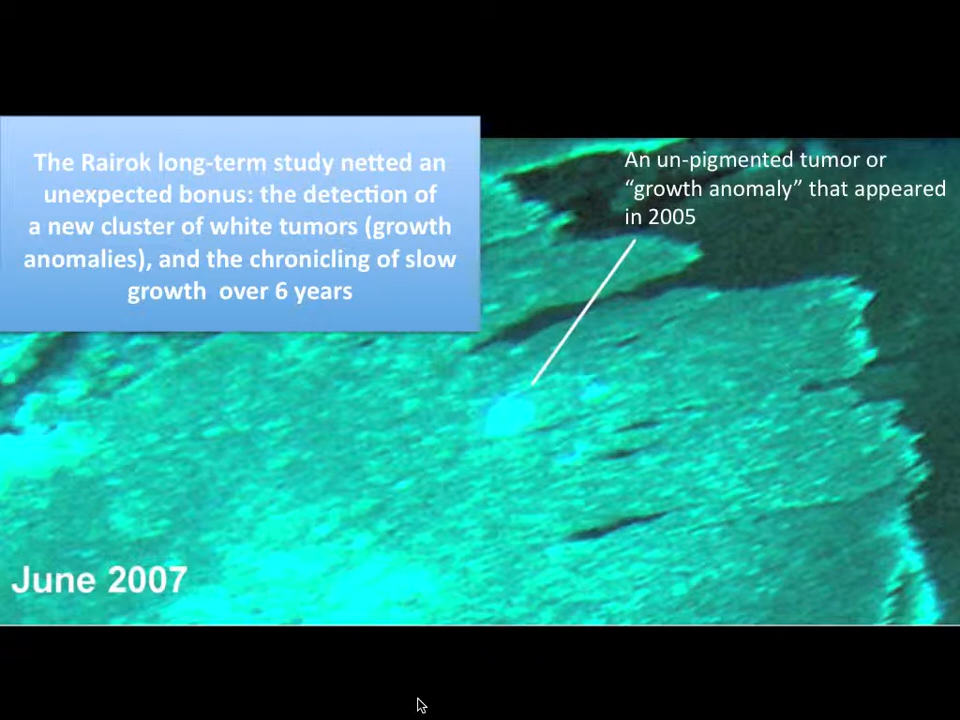 The Rairok long-term study netted an
unexpected bonus: the detection of
a new cluster of white tumors (growth
anomalies), and the chronicling of slow
growth  over 6 years
An un-pigmented tumor or
“growth anomaly” that appeared
in 2005
June 2007